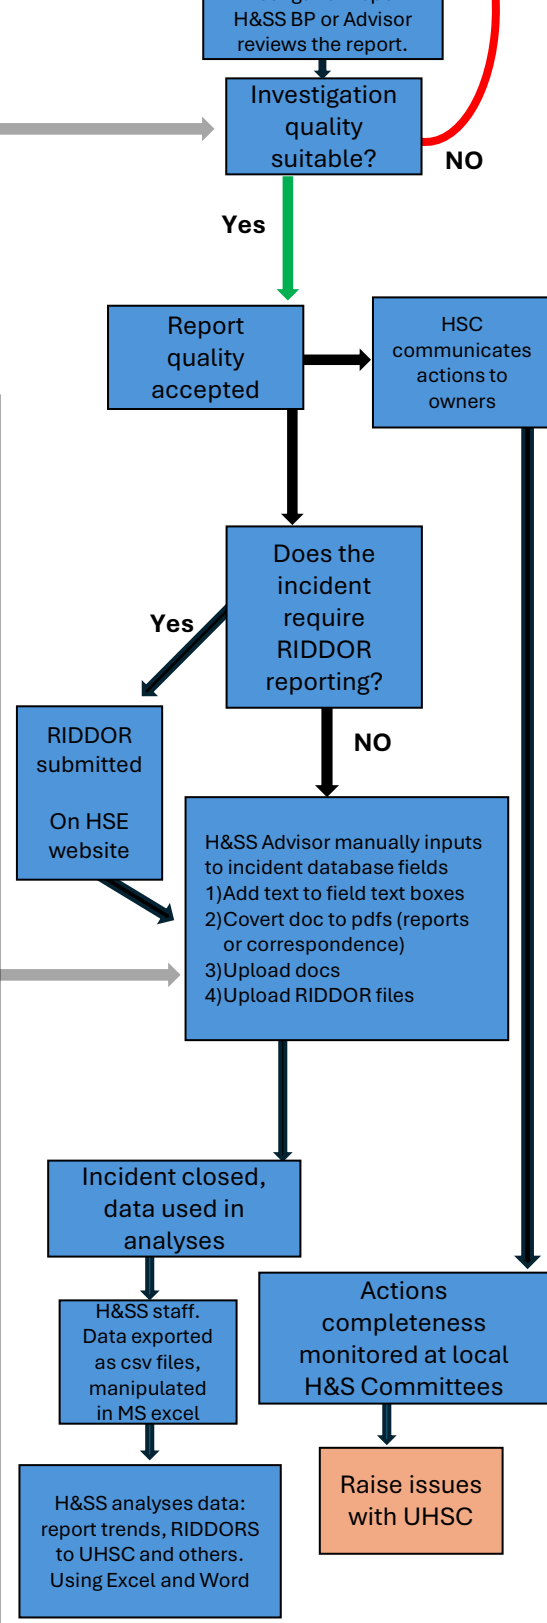 H&SS BP or Advisor
reviews the report.
Investigation
quality
suitable?
NO
Yes
Report
quality
accepted
HSC
communicates
actions to
owners
Does the
incident
require
RIDDOR
reporting?
Yes
NO
RIDDOR
submitted
On HSE
website
H&SS Advisor manually inputs
to incident database fields
1)Add text to field text boxes
2)Covert doc to pdfs (reports
or correspondence)
3)Upload docs
4)Upload RIDDOR files
Incident closed,
data used in
analyses
H&SS staff.
Data exported
as csv files,
manipulated
in MS excel
Actions
completeness
monitored at local
H&S Committees
H&SS analyses data:
report trends, RIDDORS
to UHSC and others.
Using Excel and Word
Raise issues
with UHSC